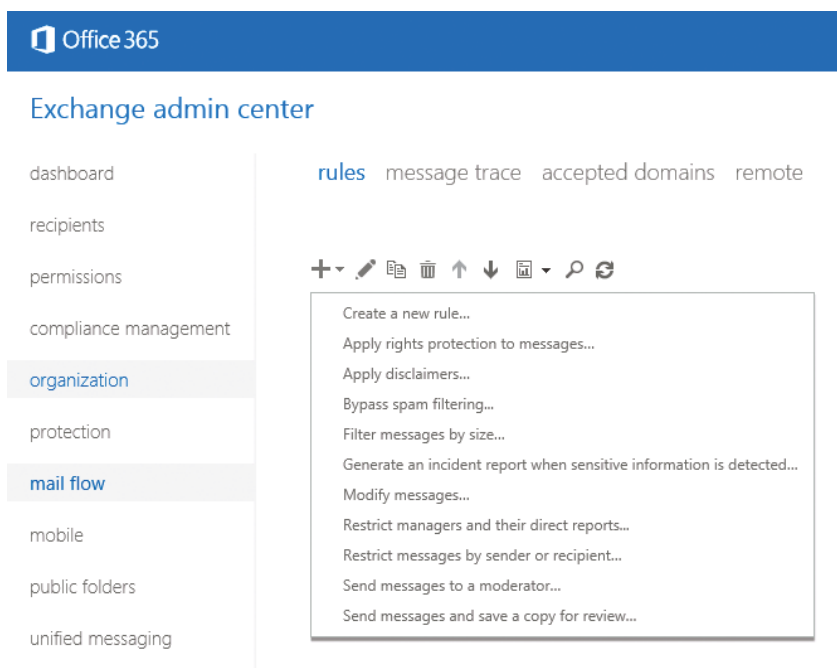 Office 365
Exchange admin center
dashboard
recipients
permissions
compliance management
organization
protection
mail flow
mobile
public folders
unified messaging
rules message trace accepted domains remote
Create a new rule...
Apply rights protection to messages...
Apply disclaimers...
Bypass spam filtering...
Filter messages by size...
Generate an incident report when sensitive information is detected...
Modify messages...
Restrict managers and their direct reports...
Restrict messages by sender or recipient...
Send messages to a moderator...
Send messages and save a copy for review...